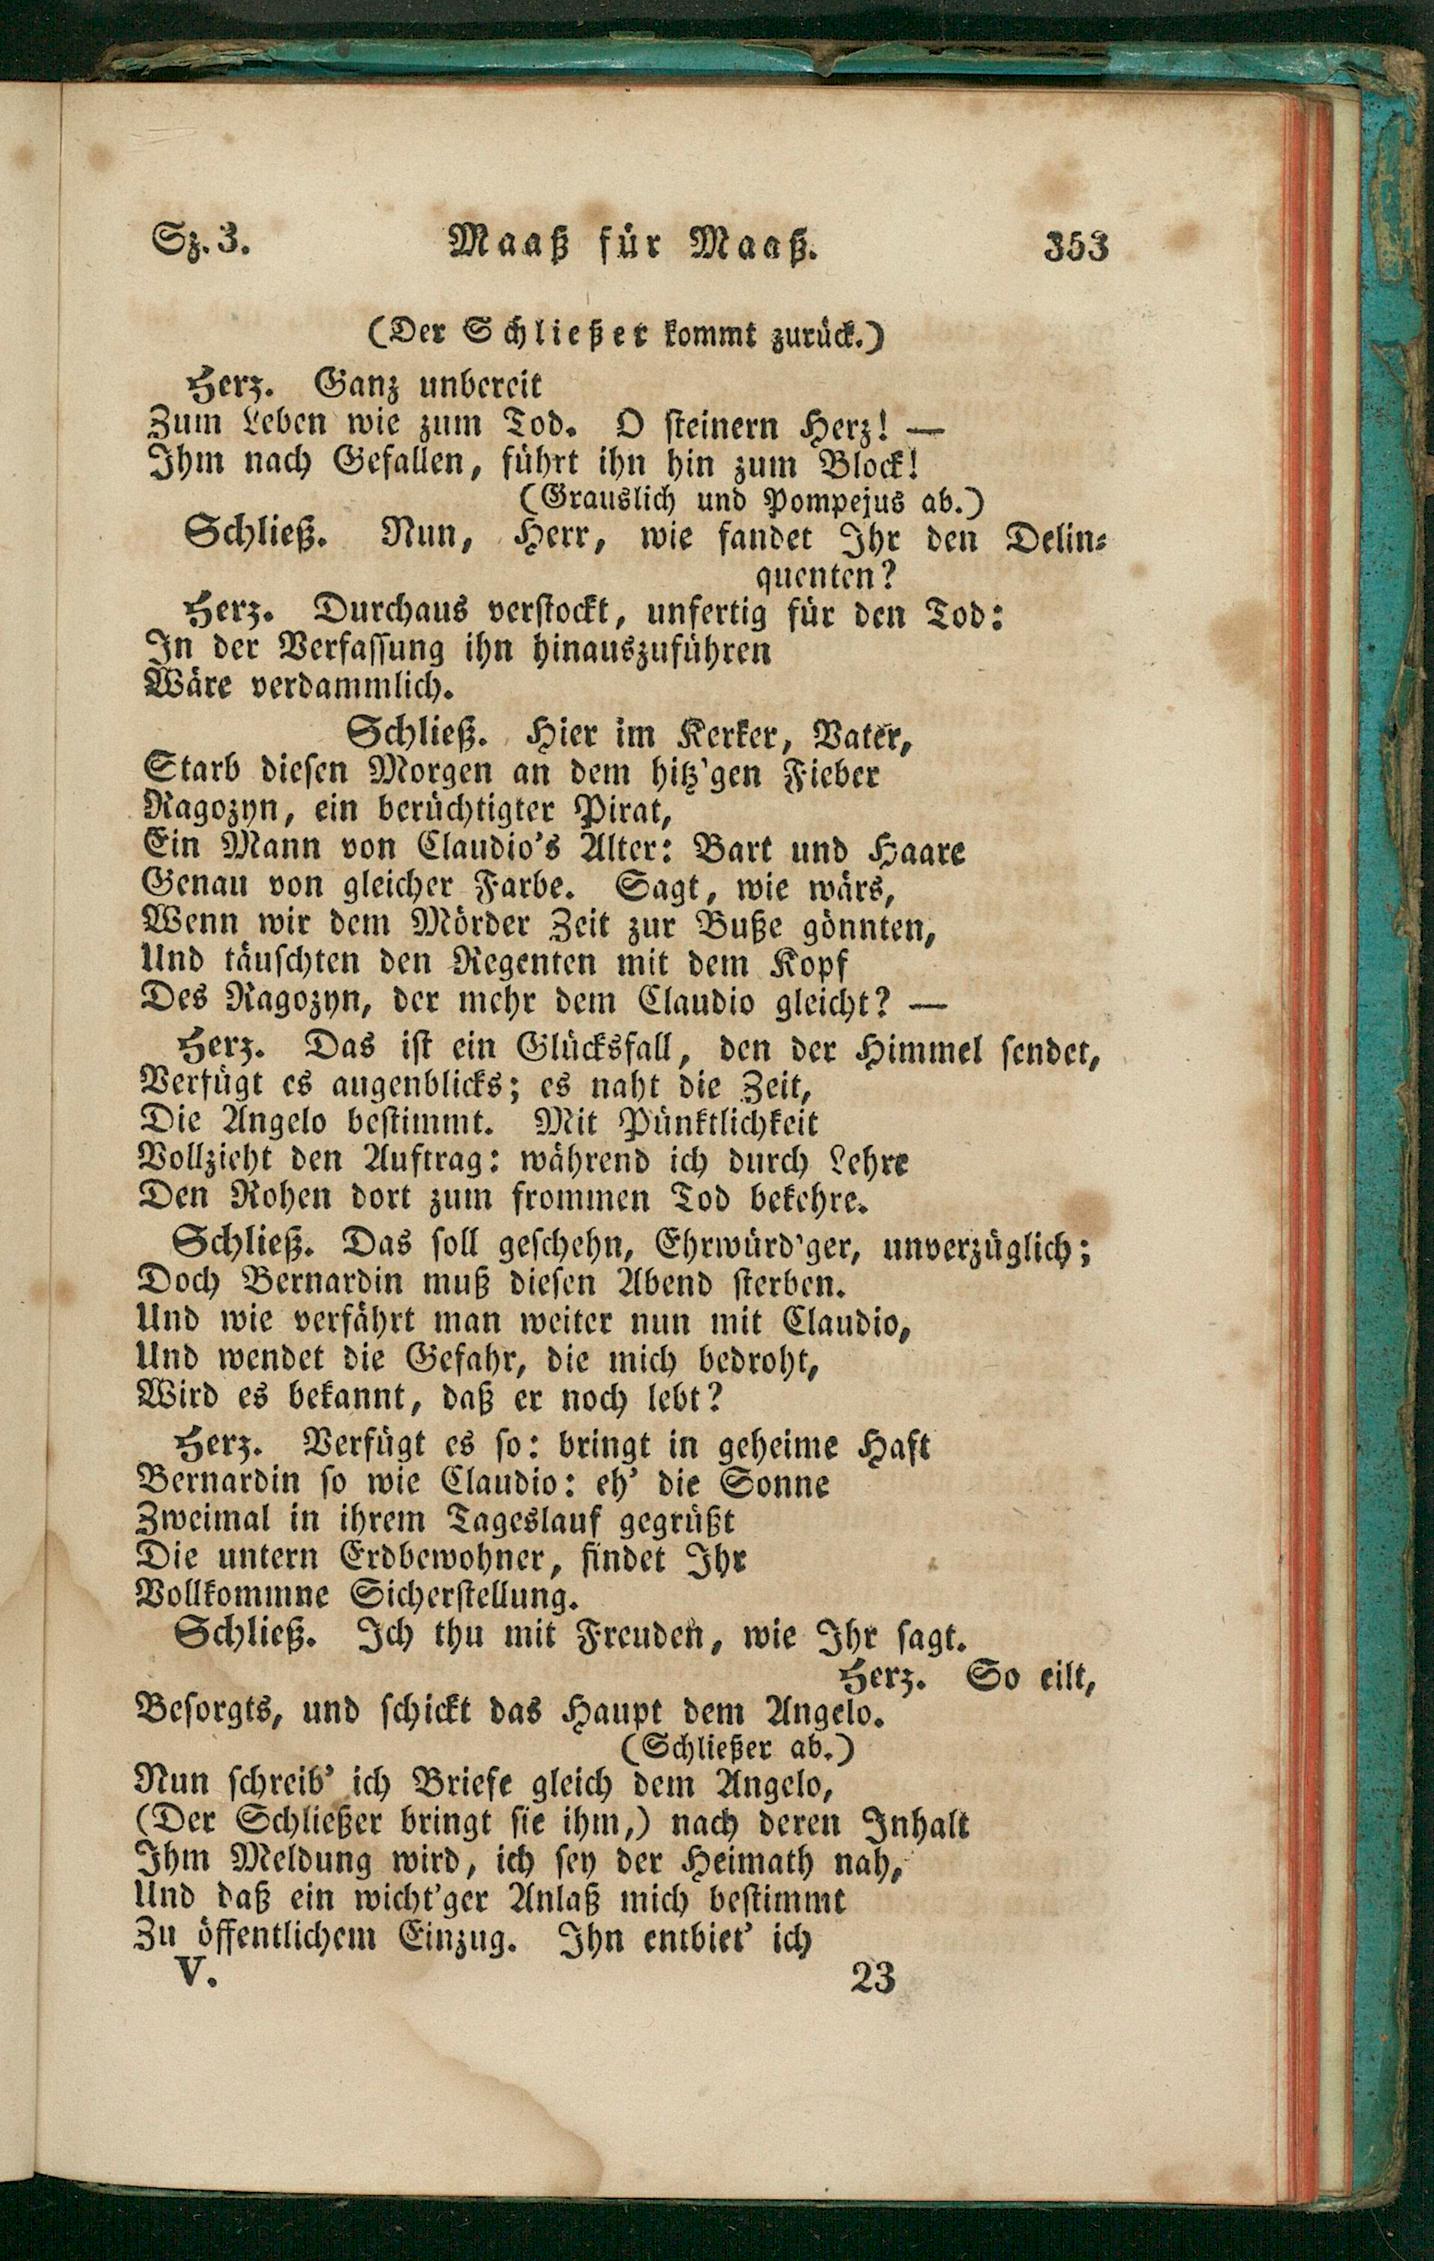 Sz. 3. Maaß für Maaß. 353
(Der Schließer kommt zurück.)
Herz. Ganz unbereit
Zum Leben wie zum Tod. O steinern Herz! —
Ihm nach Gefallen, führt ihn hin zum Block!
(Grauslich und Pompejus ab.)
Schließ. Nun, Herr, wie fandet Ihr den Delin-
quenten?
Herz. Durchaus verstockt, unfertig für den Tod:
In der Verfassung ihn hinauszuführen
Wäre verdammlich.
Schließ. Hier im Kerker, Vater,
Starb diesen Morgen an dem hitz'gen Fieber
Ragozyn, ein berüchtigter Pirat,
Ein Mann von Claudio's Alter: Bart und Haare
Genau von gleicher Farbe. Sagt, wie wärs,
Wenn wir dem Mörder Zeit zur Buße gönnten,
Und täuschten den Regenten mit dem Kopf
Des Ragozyn, der mehr dem Claudio gleicht? —
Herz. Das ist ein Glücksfall, den der Himmel sendet,
Verfügt es augenblicks; es naht die Zeit,
Die Angelo bestimmt. Mit Pünktlichkeit
Vollzieht den Auftrag: während ich durch Lehre
Den Rohen dort zum frommen Tod bekehre.
Schließ. Das soll geschehn, Ehrwürd'ger, unverzüglich;
Doch Bernardin muß diesen Abend sterben.
Und wie verfährt man weiter nun mit Claudio,
Und wendet die Gefahr, die mich bedroht,
Wird es bekannt, daß er noch lebt?
Herz. Verfügt es so: bringt in geheime Haft
Bernardin so wie Claudio: eh' die Sonne
Zweimal in ihrem Tageslauf gegrüßt
Die untern Erdbewohner, findet Ihr
Vollkommne Sicherstellung.
Schließ. Ich thu mit Freuden, wie Ihr sagt.
Herz. So eilt,
Besorgts, und schickt das Haupt dem Angelo.
(Schließer ab.)
Nun schreib' ich Briefe gleich dem Angelo,
(Der Schließer bringt sie ihm,) nach deren Inhalt
Ihm Meldung wird, ich sey der Heimath nah,
Und daß ein wicht'ger Anlaß mich bestimmt
Zu öffentlichem Einzug. Ihn entbiet' ich
V. 23